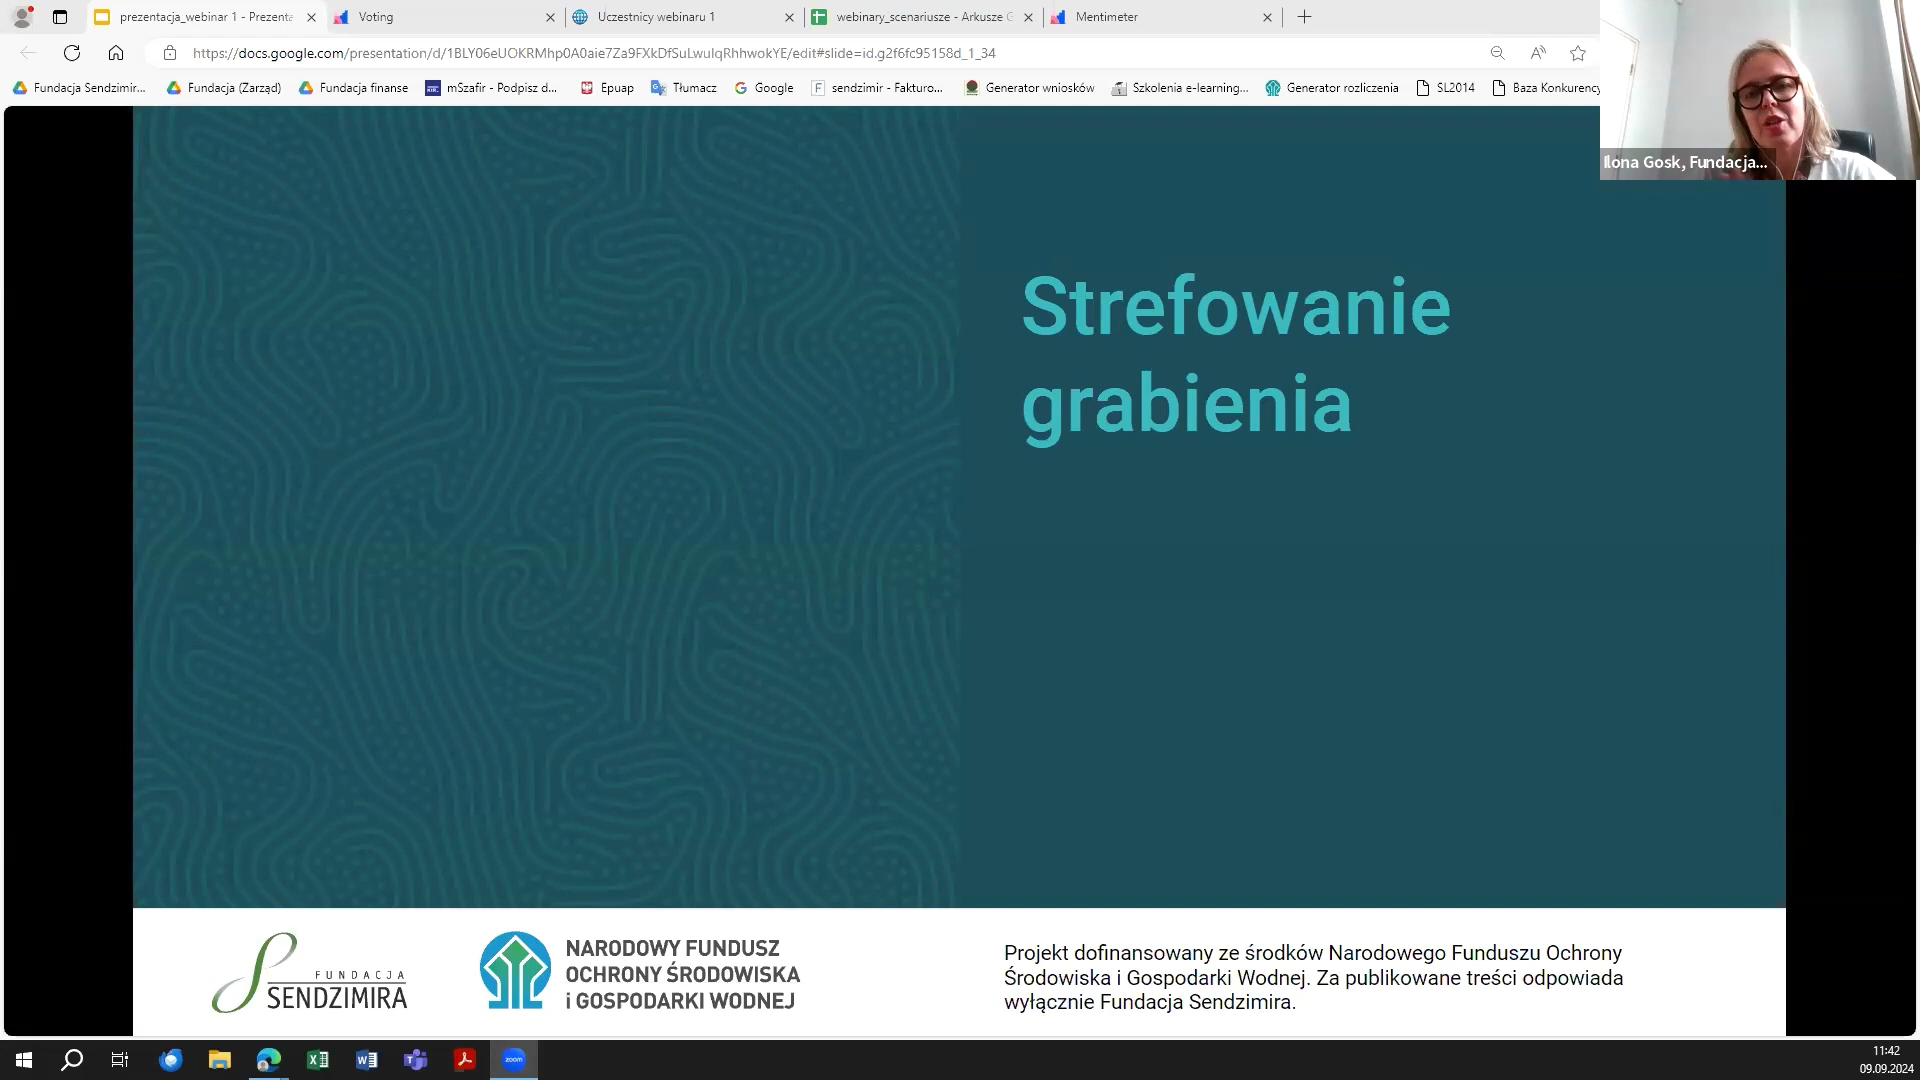 prezentacja_webinar 1 - Prezenta
Voting
Uczestnicy webinaru 1
webinary_scenariusze - Arkusze G
Mentimeter
https://docs.google.com/presentation/d/1BLY06eUOKRMhp0A0aie7Za9FXkDfSuLwulqRhhwokYE/edit#slide=id.g2f6fc95158d_1_34
Fundacja Sendzimir...
Fundacja (Zarząd)
Fundacja finanse
mSzafir - Podpisz d...
Epuap
Tłumacz
Google
sendzimir - Fakturo...
Generator wniosków
Szkolenia e-learning...
Generator rozliczenia
SL2014
Baza Konkurency
Ilona Gosk, Fundacja...
Strefowanie
grabienia
FUNDACJA
SENDZIMIRA
NARODOWY FUNDUSZ
OCHRONY ŚRODOWISKA
i GOSPODARKI WODNEJ
Projekt dofinansowany ze środków Narodowego Funduszu Ochrony
Środowiska i Gospodarki Wodnej. Za publikowane treści odpowiada
wyłącznie Fundacja Sendzimira.
zoom
11:42
09.09.2024